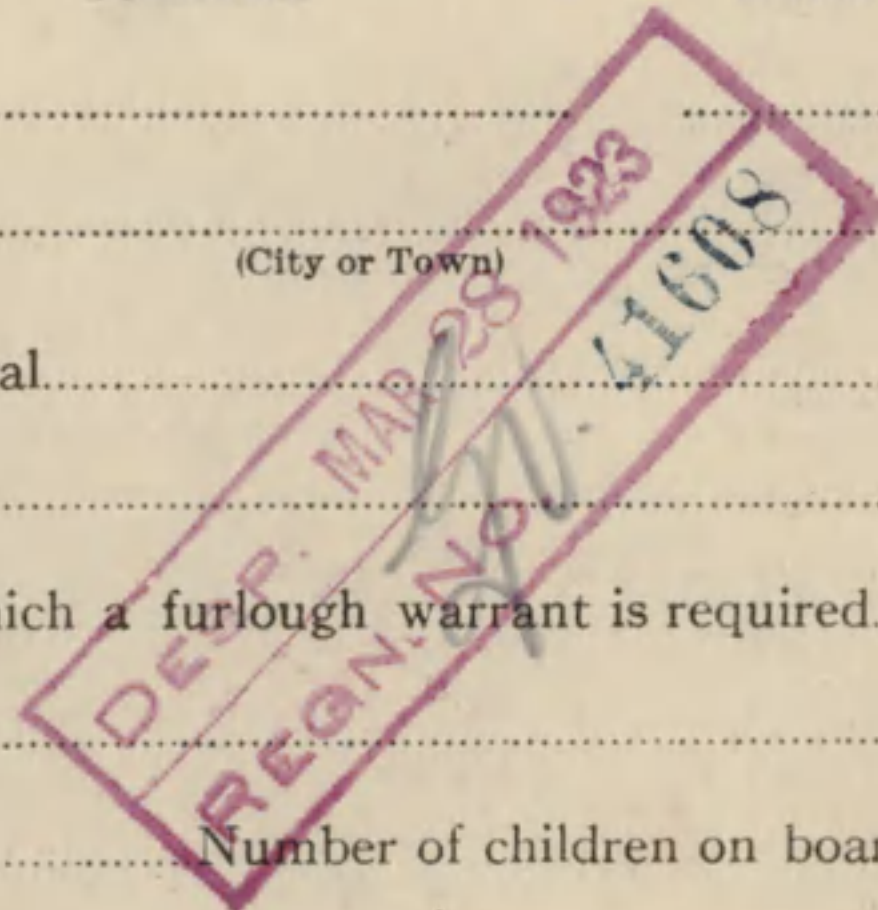 (City or Town)
al
hich a furlough warrant is required.
Number of children on boar
DESP. MAR 28 1923
REGN. NO. 41608